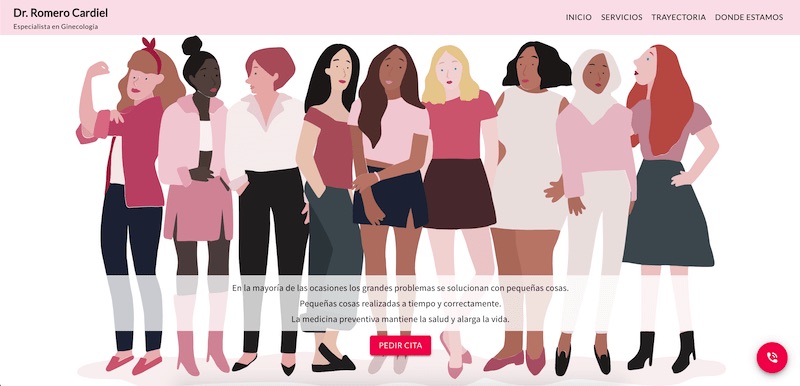 Dr. Romero Cardiel
Especialista en Ginecología
INICIO SERVICIOS TRAYECTORIA DONDE ESTAMOS
En la mayoría de las ocasiones los grandes problemas se solucionan con pequeñas cosas.
Pequeñas cosas realizadas a tiempo y correctamente.
La medicina preventiva mantiene la salud y alarga la vida.
PEDIR CITA